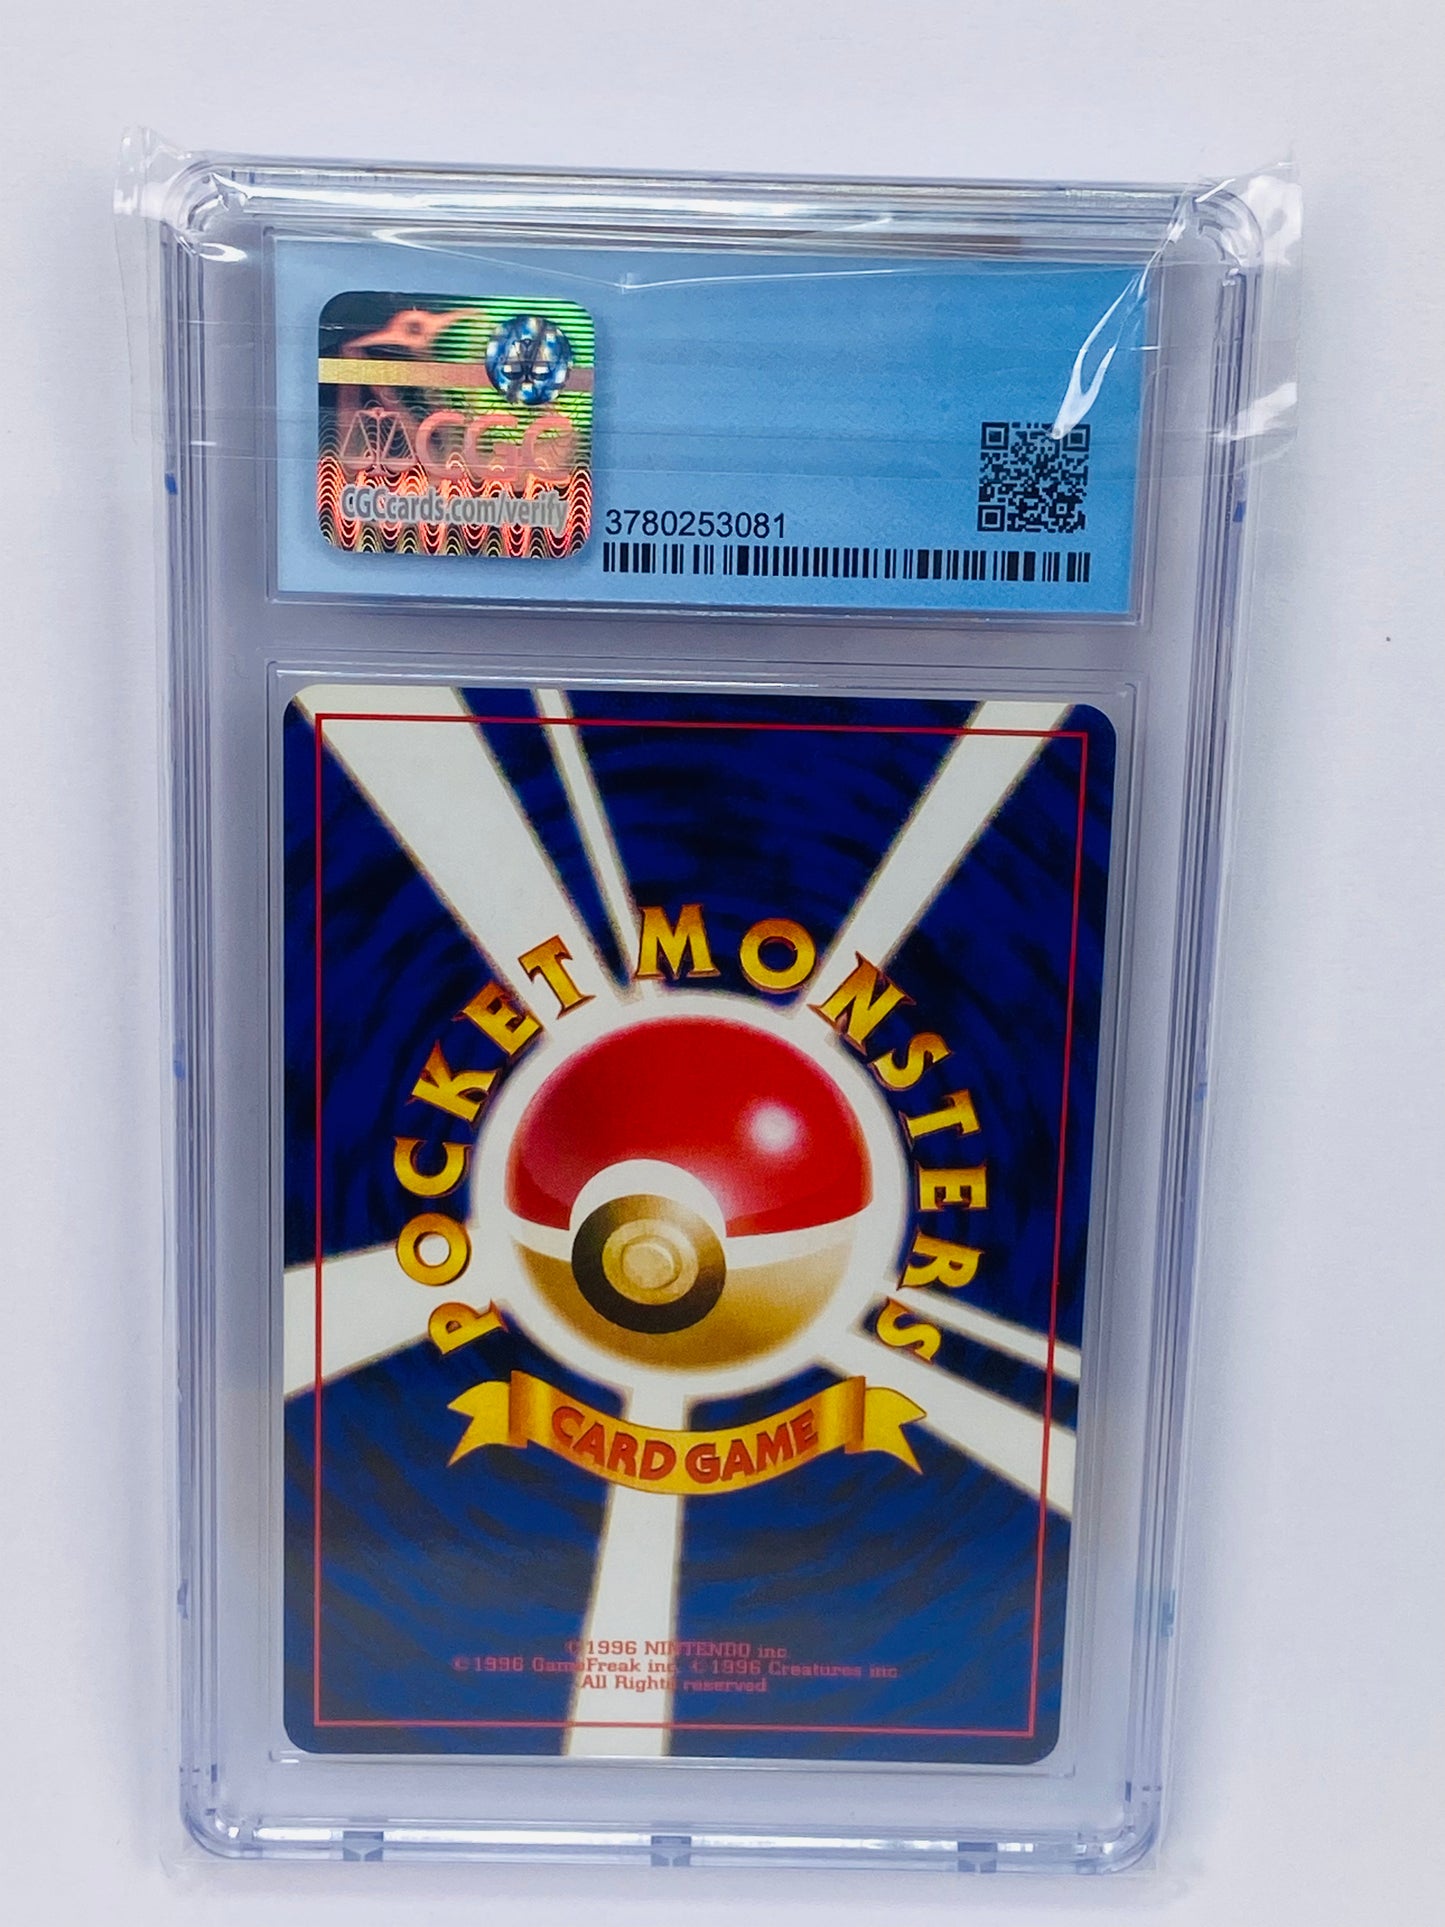 CGC
CGCcards.com/verify
3780253081
POCKET MONSTERS
CARD GAME
©1996 NINTENDO inc.
©1996 GameFreak inc. ©1996 Creatures inc.
All Rights reserved